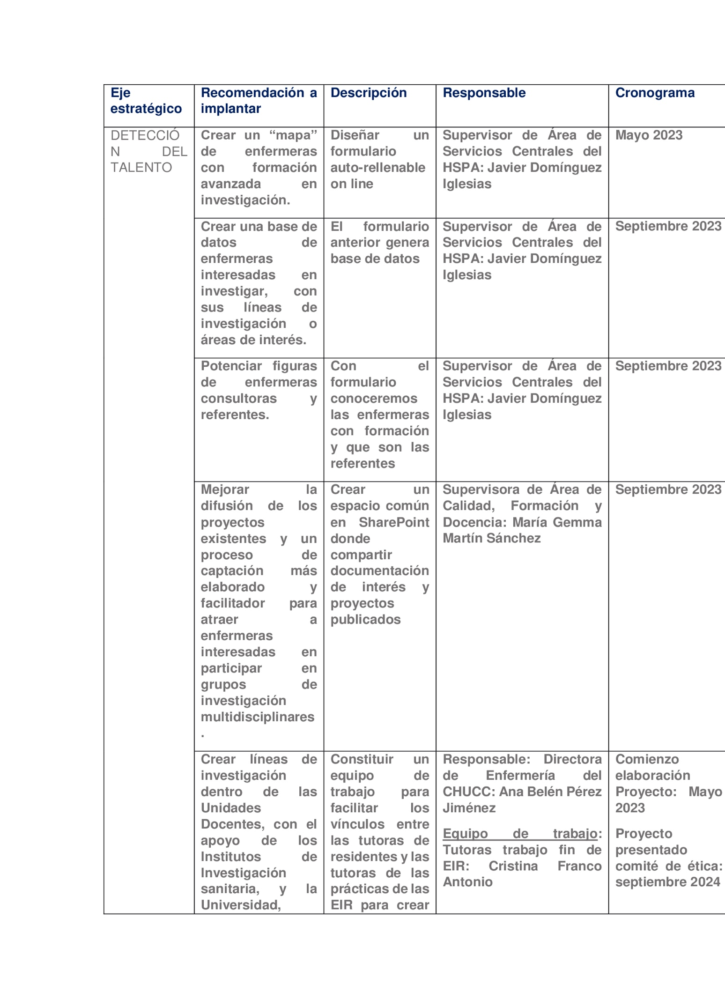 Eje
estratégico
Recomendación a
implantar
Descripción
Responsable
Cronograma
DETECCIÓ
N DEL
TALENTO
Crear un “mapa”
de enfermeras
con formación
avanzada en
investigación.
Diseñar un
formulario
auto-rellenable
on line
Supervisor de Área de
Servicios Centrales del
HSPA: Javier Domínguez
Iglesias
Mayo 2023
Crear una base de
datos de
enfermeras
interesadas en
investigar, con
sus líneas de
investigación o
áreas de interés.
El formulario
anterior genera
base de datos
Supervisor de Área de
Servicios Centrales del
HSPA: Javier Domínguez
Iglesias
Septiembre 2023
Potenciar figuras
de enfermeras
consultoras y
referentes.
Con el
formulario
conoceremos
las enfermeras
con formación
y que son las
referentes
Supervisor de Área de
Servicios Centrales del
HSPA: Javier Domínguez
Iglesias
Septiembre 2023
Mejorar la
difusión de los
proyectos
existentes y un
proceso de
captación más
elaborado y
facilitador para
atraer a
enfermeras
interesadas en
participar en
grupos de
investigación
multidisciplinares
.
Crear un
espacio común
en SharePoint
donde
compartir
documentación
de interés y
proyectos
publicados
Supervisora de Área de
Calidad, Formación y
Docencia: María Gemma
Martín Sánchez
Septiembre 2023
Crear líneas de
investigación
dentro de las
Unidades
Docentes, con el
apoyo de los
Institutos de
Investigación
sanitaria, y la
Universidad,
Constituir un
equipo de
trabajo para
facilitar los
vínculos entre
las tutoras de
residentes y las
tutoras de las
prácticas de las
EIR para crear
Responsable: Directora
de Enfermería del
CHUCC: Ana Belén Pérez
Jiménez
Equipo de trabajo:
Tutoras trabajo fin de
EIR: Cristina Franco
Antonio
Comienzo
elaboración
Proyecto: Mayo
2023
Proyecto
presentado
comité de ética:
septiembre 2024